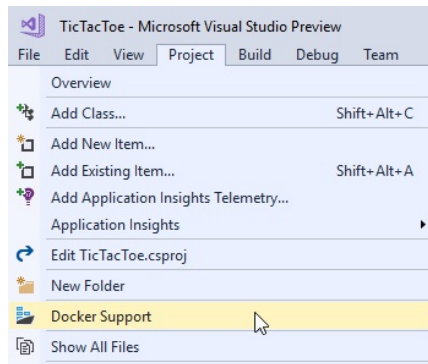 TicTacToe - Microsoft Visual Studio Preview
File Edit View Project Build Debug Team
Overview
Add Class... Shift+Alt+C
Add New Item...
Add Existing Item... Shift+Alt+A
Add Application Insights Telemetry...
Application Insights
Edit TicTacToe.csproj
New Folder
Docker Support
Show All Files